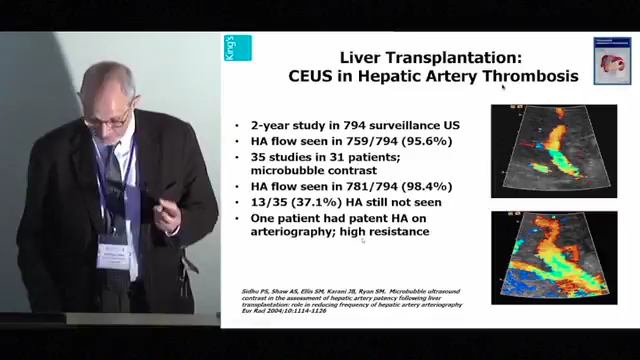 King's
Liver Transplantation:
CEUS in Hepatic Artery Thrombosis
• 2-year study in 794 surveillance US
• HA flow seen in 759/794 (95.6%)
• 35 studies in 31 patients;
microbubble contrast
• HA flow seen in 781/794 (98.4%)
• 13/35 (37.1%) HA still not seen
• One patient had patent HA on
arteriography; high resistance
Sidhu PS, Shaw AS, Ellis SM, Karani JB, Ryan SM. Microbubble ultrasound
contrast in the assessment of hepatic artery patency following liver
transplantation: role in reducing frequency of hepatic artery arteriography
Eur Rad 2004;10:1114-1126